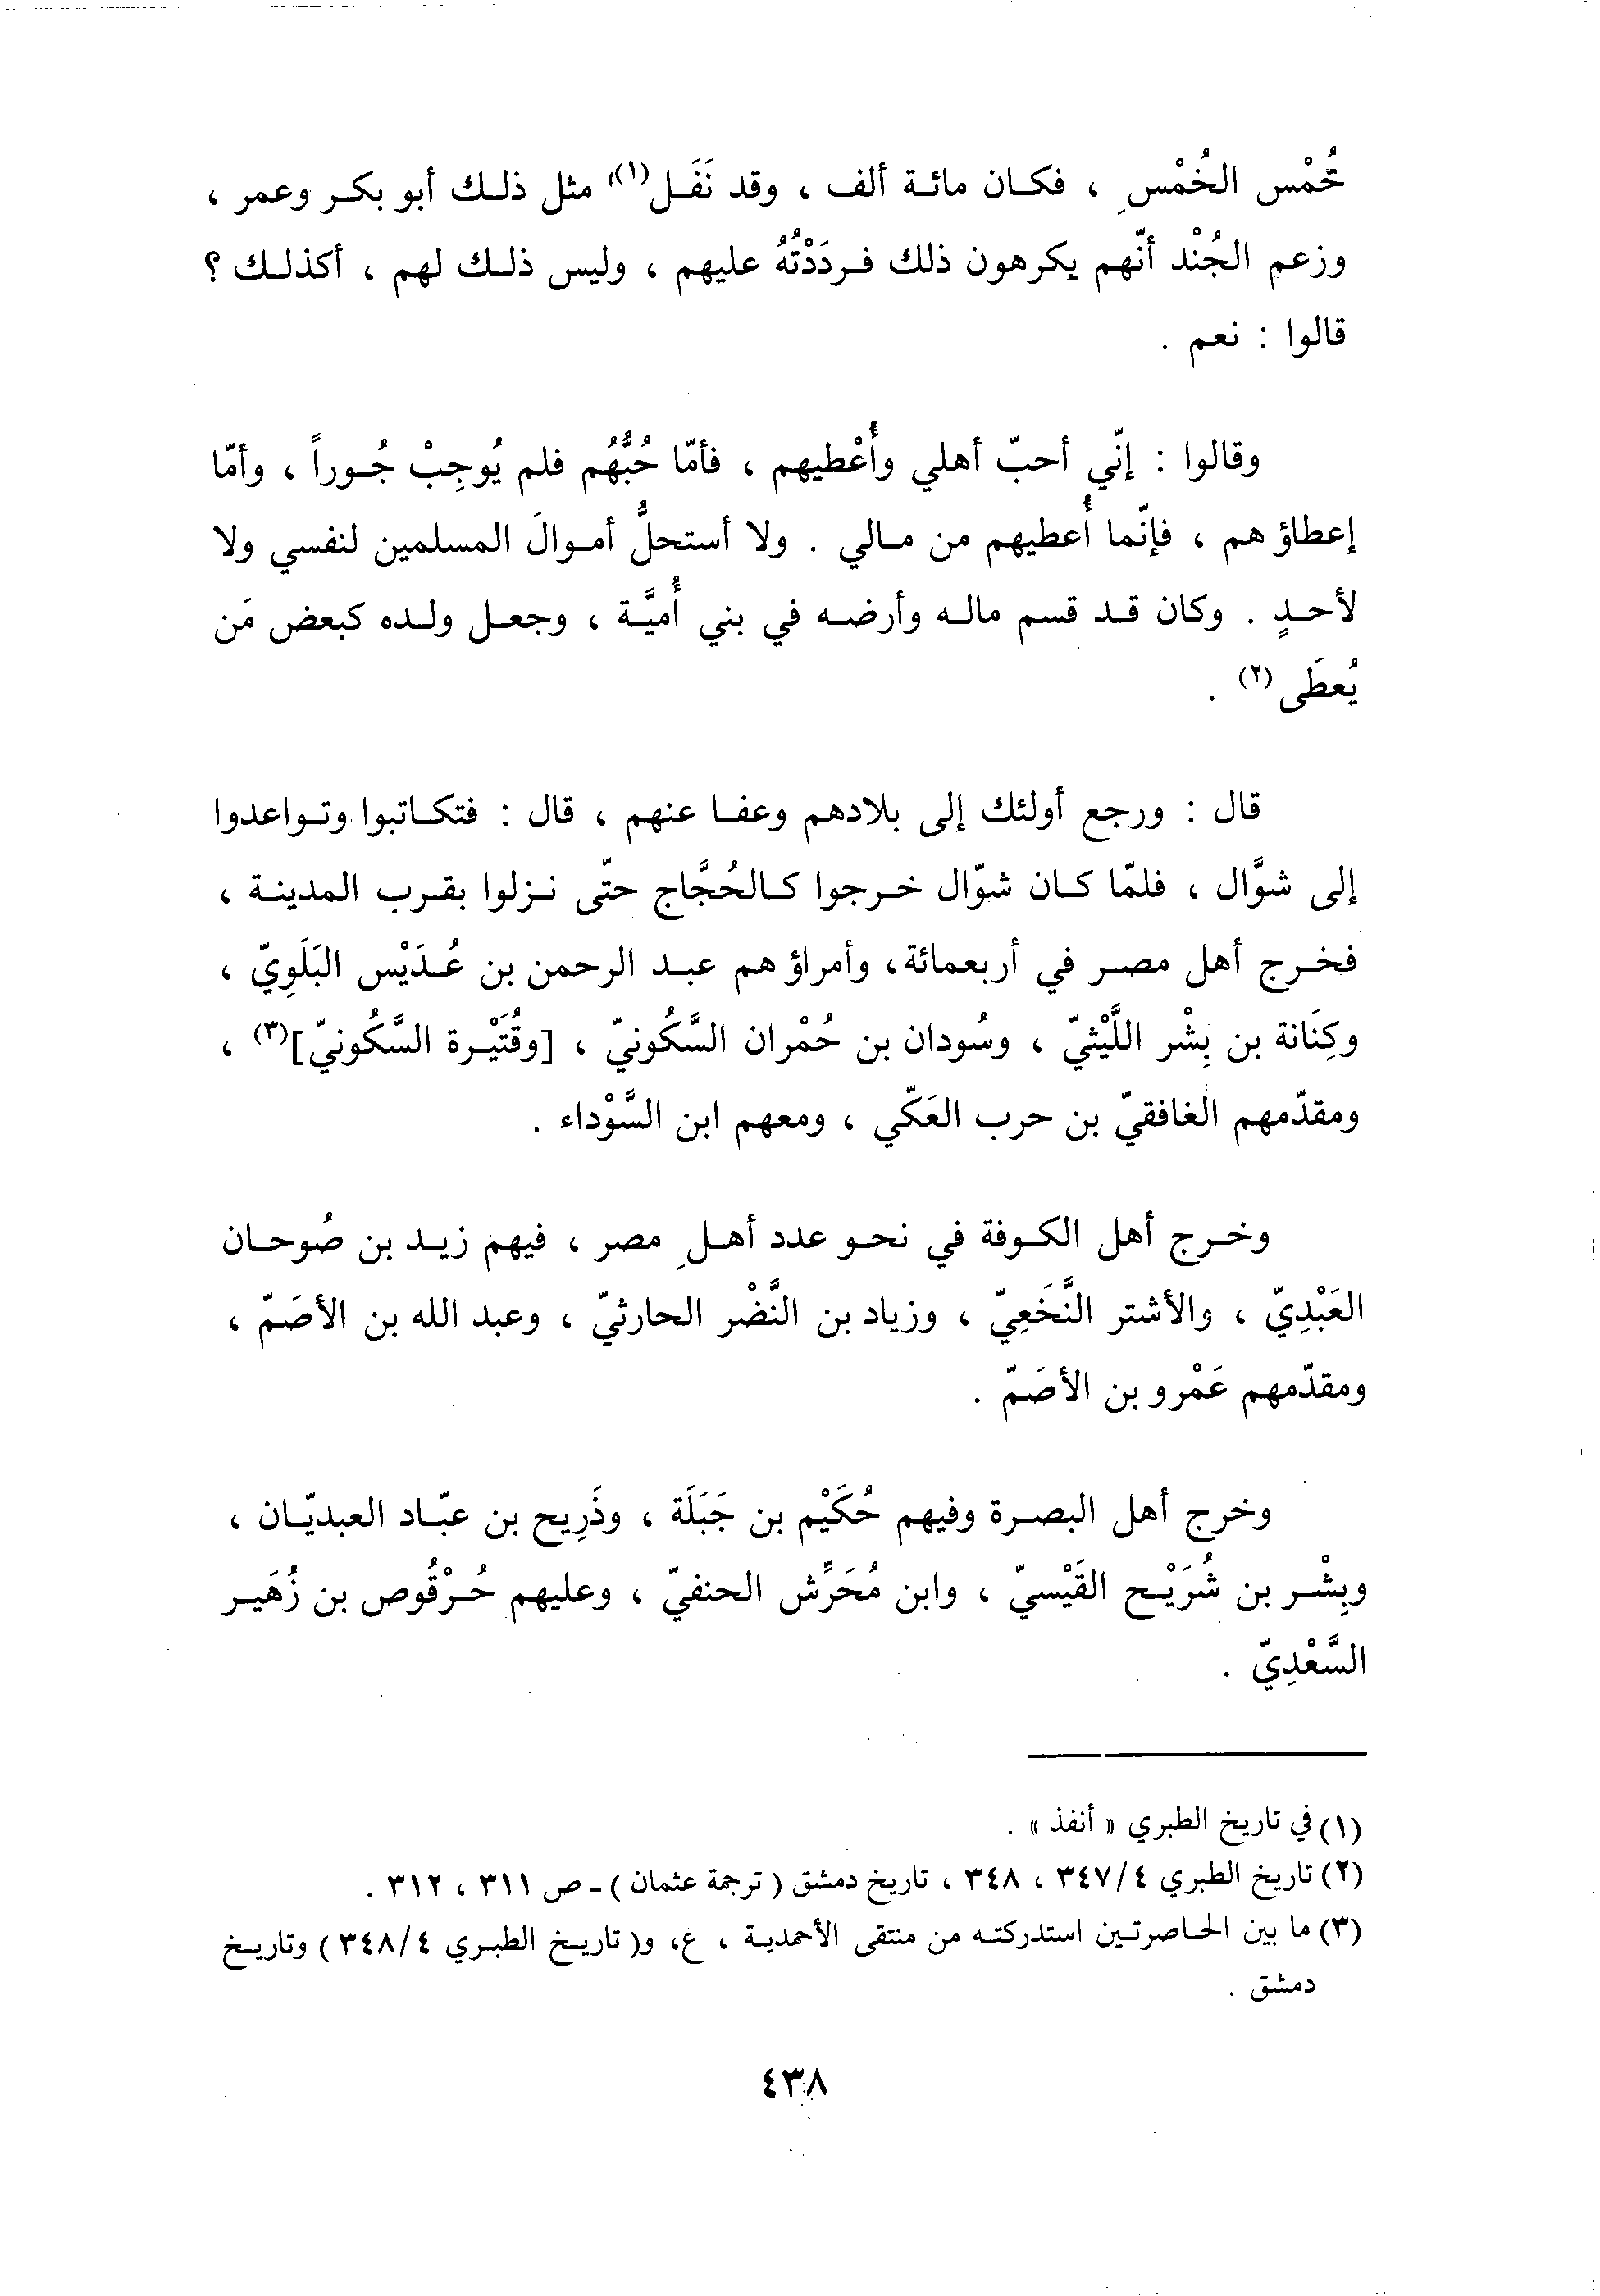 خُمْس الخُمْسِ ، فكان مائة ألف ، وقد نَفَل(١) مثل ذلك أبو بكر وعمر ،
وزعم الجُنْد أنّهم يكرهون ذلك فرَدَدْتُهُ عليهم ، وليس ذلك لهم ، أكذلك ؟
قالوا : نعم .
وقالوا : إنّي أحبّ أهلي وأُعْطيهم ، فأمّا حُبُّهُم فلم يُوجِبْ جُوراً ، وأمّا
إعطاؤهم ، فإنّما أُعطيهم من مالي . ولا أستحلُّ أموالَ المسلمين لنفسي ولا
لأحدٍ . وكان قد قسم ماله وأرضه في بني أُميَّة ، وجعل ولده كبعض مَن
يُعطَى(٢) .
قال : ورجع أولئك إلى بلادهم وعفا عنهم ، قال : فتكاتبوا وتواعدوا
إلى شوَّال ، فلمّا كان شوّال خرجوا كالحُجَّاج حتّى نزلوا بقرب المدينة ،
فخرج أهل مصر في أربعمائة، وأمراؤهم عبد الرحمن بن عُدَيْس البَلَوِيّ ،
وكِنَانة بن بِشْر اللَّيْثيّ ، وسُودان بن حُمْران السَّكُونيّ ، [وقُتَيْرة السَّكُونيّ](٣) ،
ومقدّمهم الغافقيّ بن حرب العَكّي ، ومعهم ابن السَّوْداء .
وخرج أهل الكوفة في نحو عدد أهلِ مصر ، فيهم زيد بن صُوحان
العَبْدِيّ ، والأشتر النَّخَعِيّ ، وزياد بن النَّضْر الحارثيّ ، وعبد الله بن الأصَمّ ،
ومقدّمهم عَمْرو بن الأصَمّ .
وخرج أهل البصرة وفيهم حُكَيْم بن جَبَلَة ، وذَرِيح بن عبّاد العبديّان ،
وبِشْر بن شُرَيْح القَيْسيّ ، وابن مُحَرِّش الحنفيّ ، وعليهم حُرْقُوص بن زُهَير
السَّعْدِيّ .
(١) في تاريخ الطبري « أنفذ » .
(٢) تاريخ الطبري ٣٤٧/٤ ، ٣٤٨ ، تاريخ دمشق ( ترجمة عثمان ) ـ ص ٣١١ ، ٣١٢ .
(٣) ما بين الحاصرتين استدركته من منتقى الأحمدية ، ع، و( تاريخ الطبري ٣٤٨/٤ ) وتاريخ
دمشق .
٤٣٨